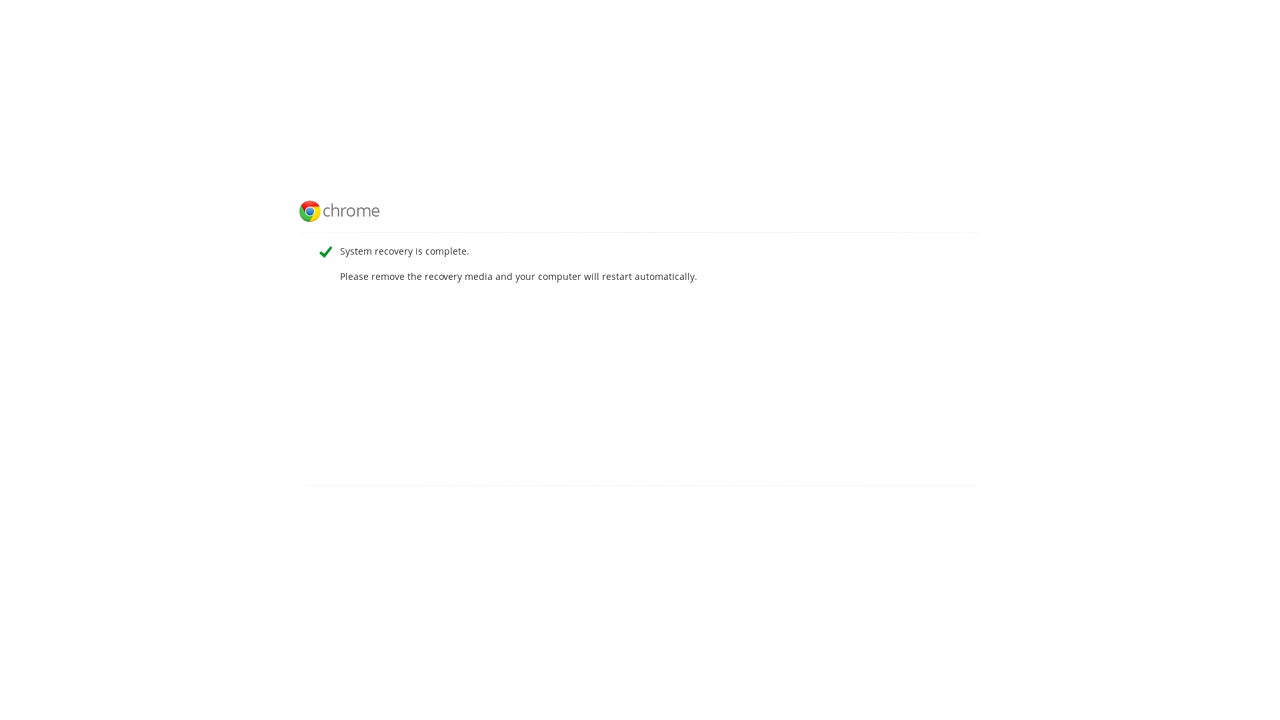 chrome
System recovery is complete.
Please remove the recovery media and your computer will restart automatically.